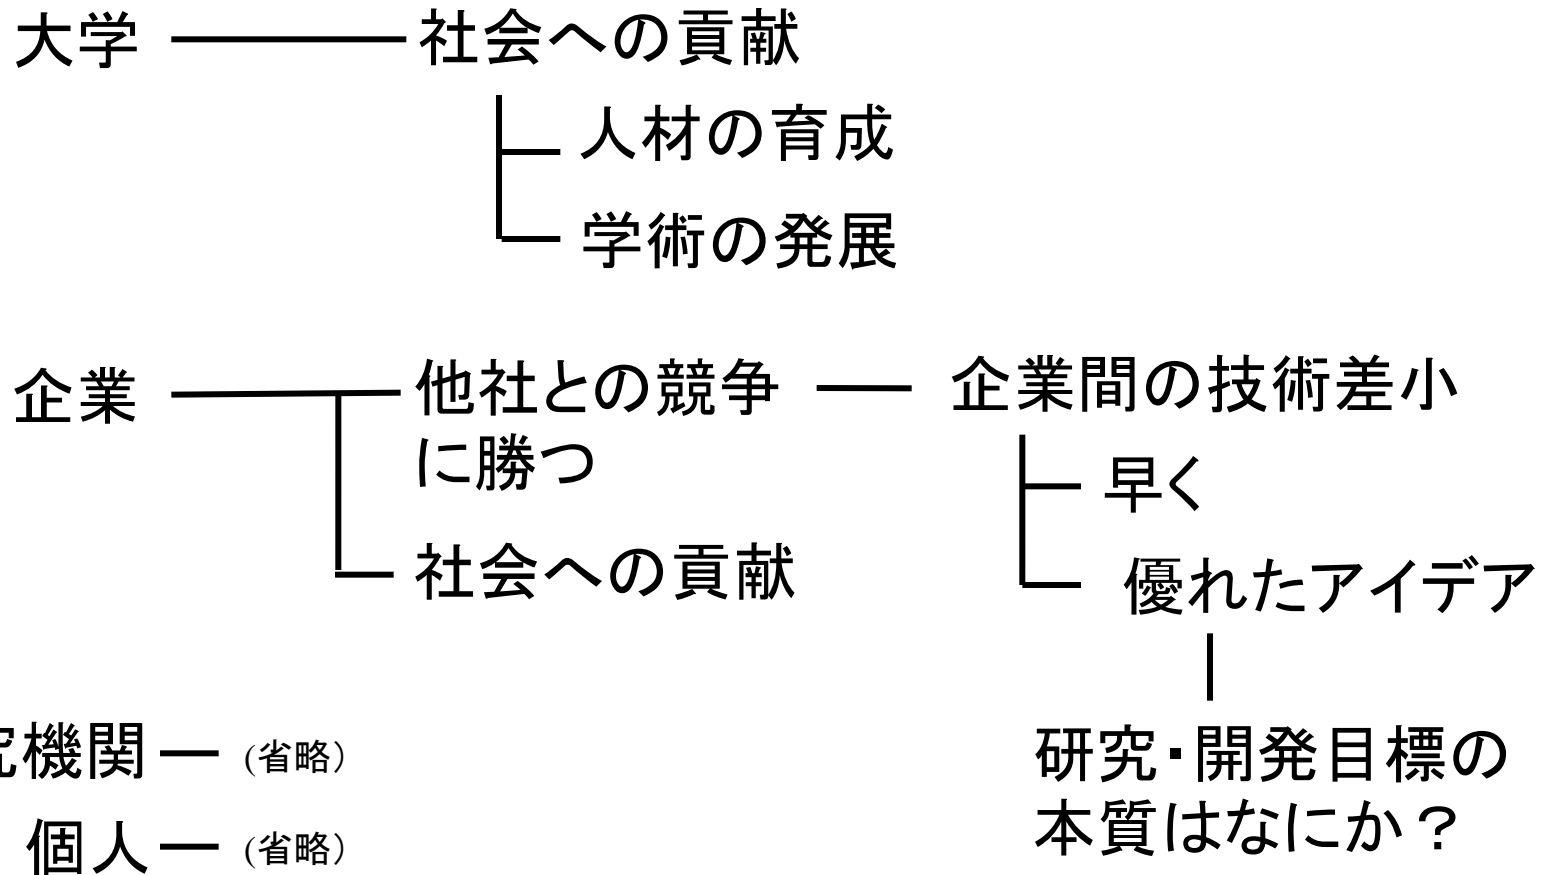 大学 社会への貢献
人材の育成
学術の発展
企業 他社との競争 企業間の技術差小
に勝つ
早く
社会への貢献
優れたアイデア
機関 (省略)
研究・開発目標の
本質はなにか？
個人 (省略)